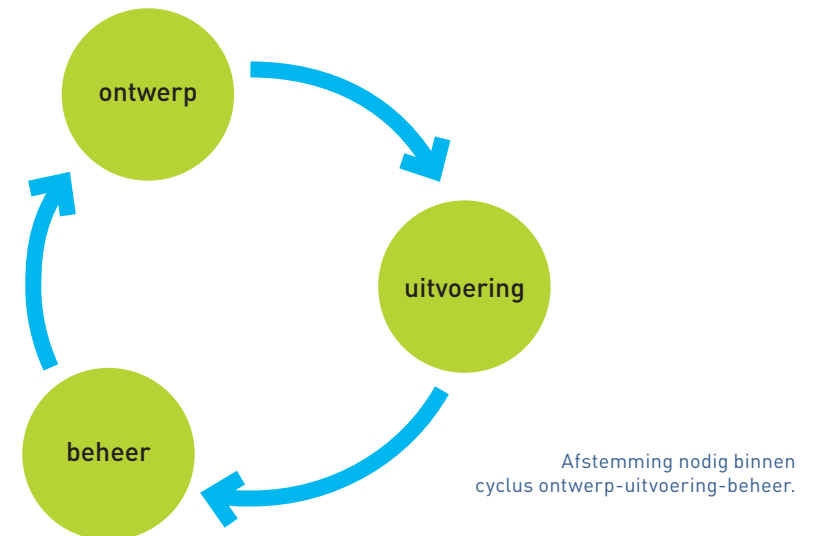 ontwerp
uitvoering
beheer
Afstemming nodig binnen
cyclus ontwerp-uitvoering-beheer.